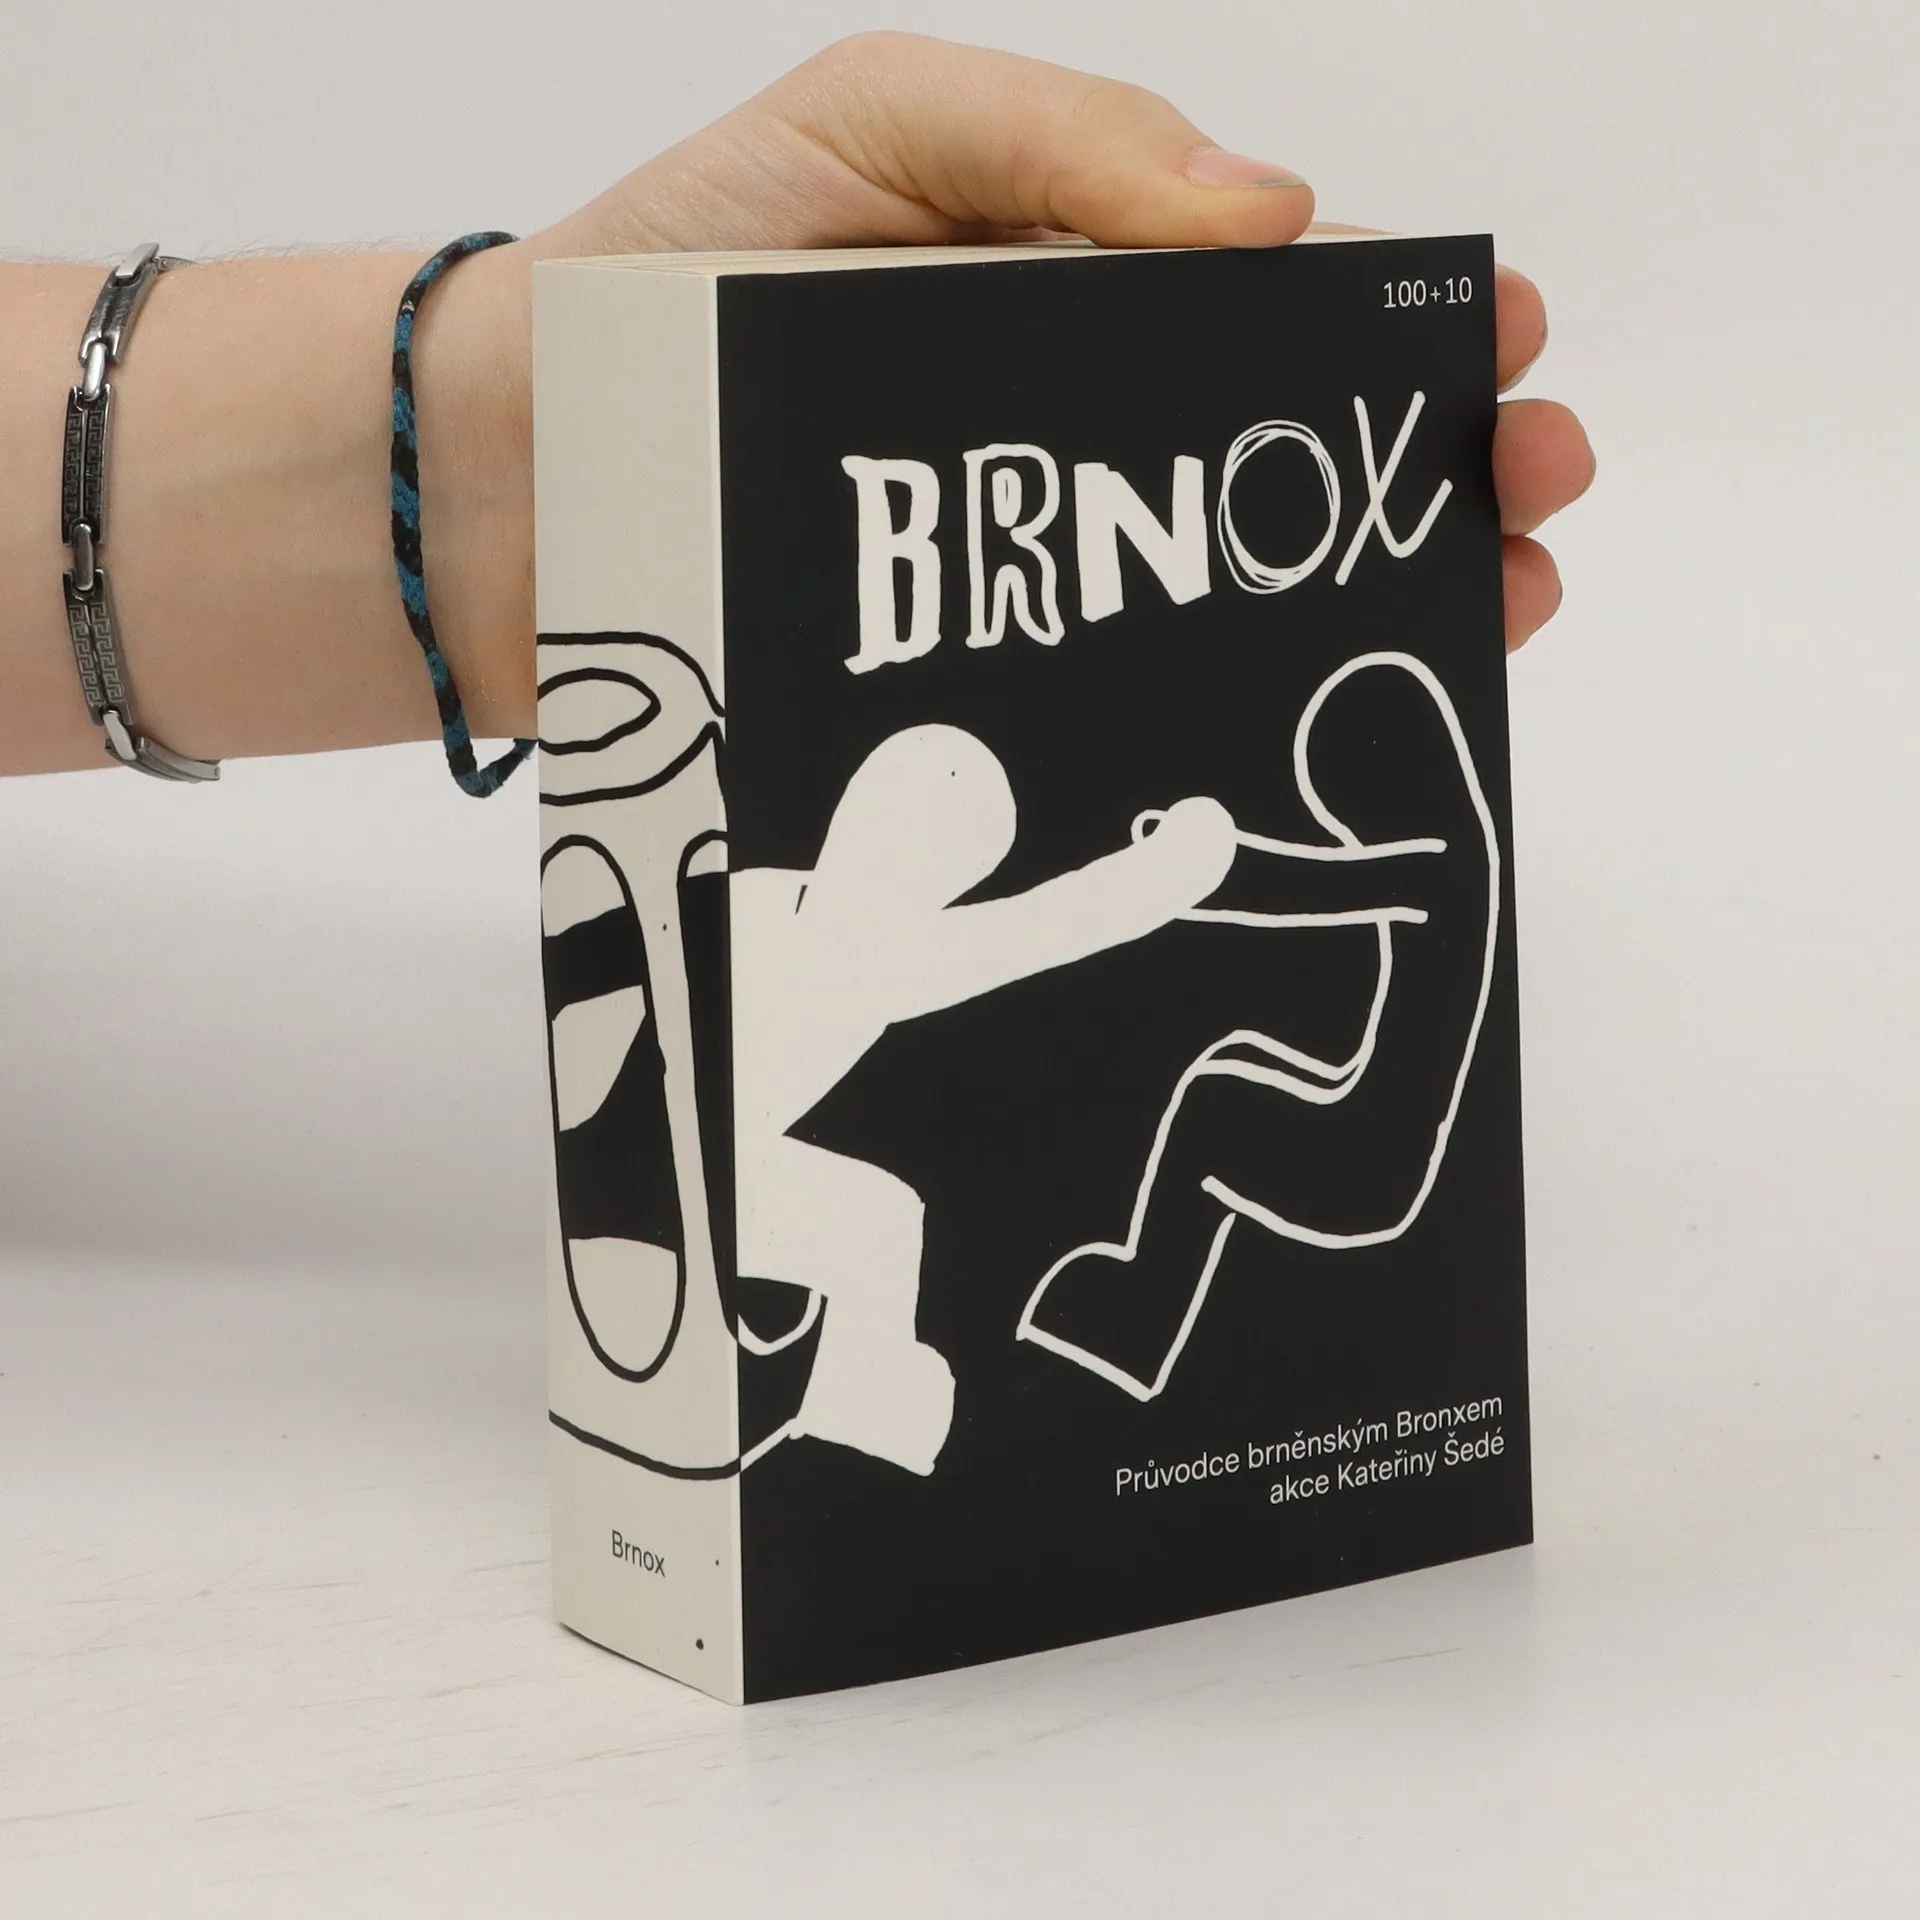 100+10
BRNOX
Průvodce brněnským Bronxem
akce Kateřiny Šedé
Brnox